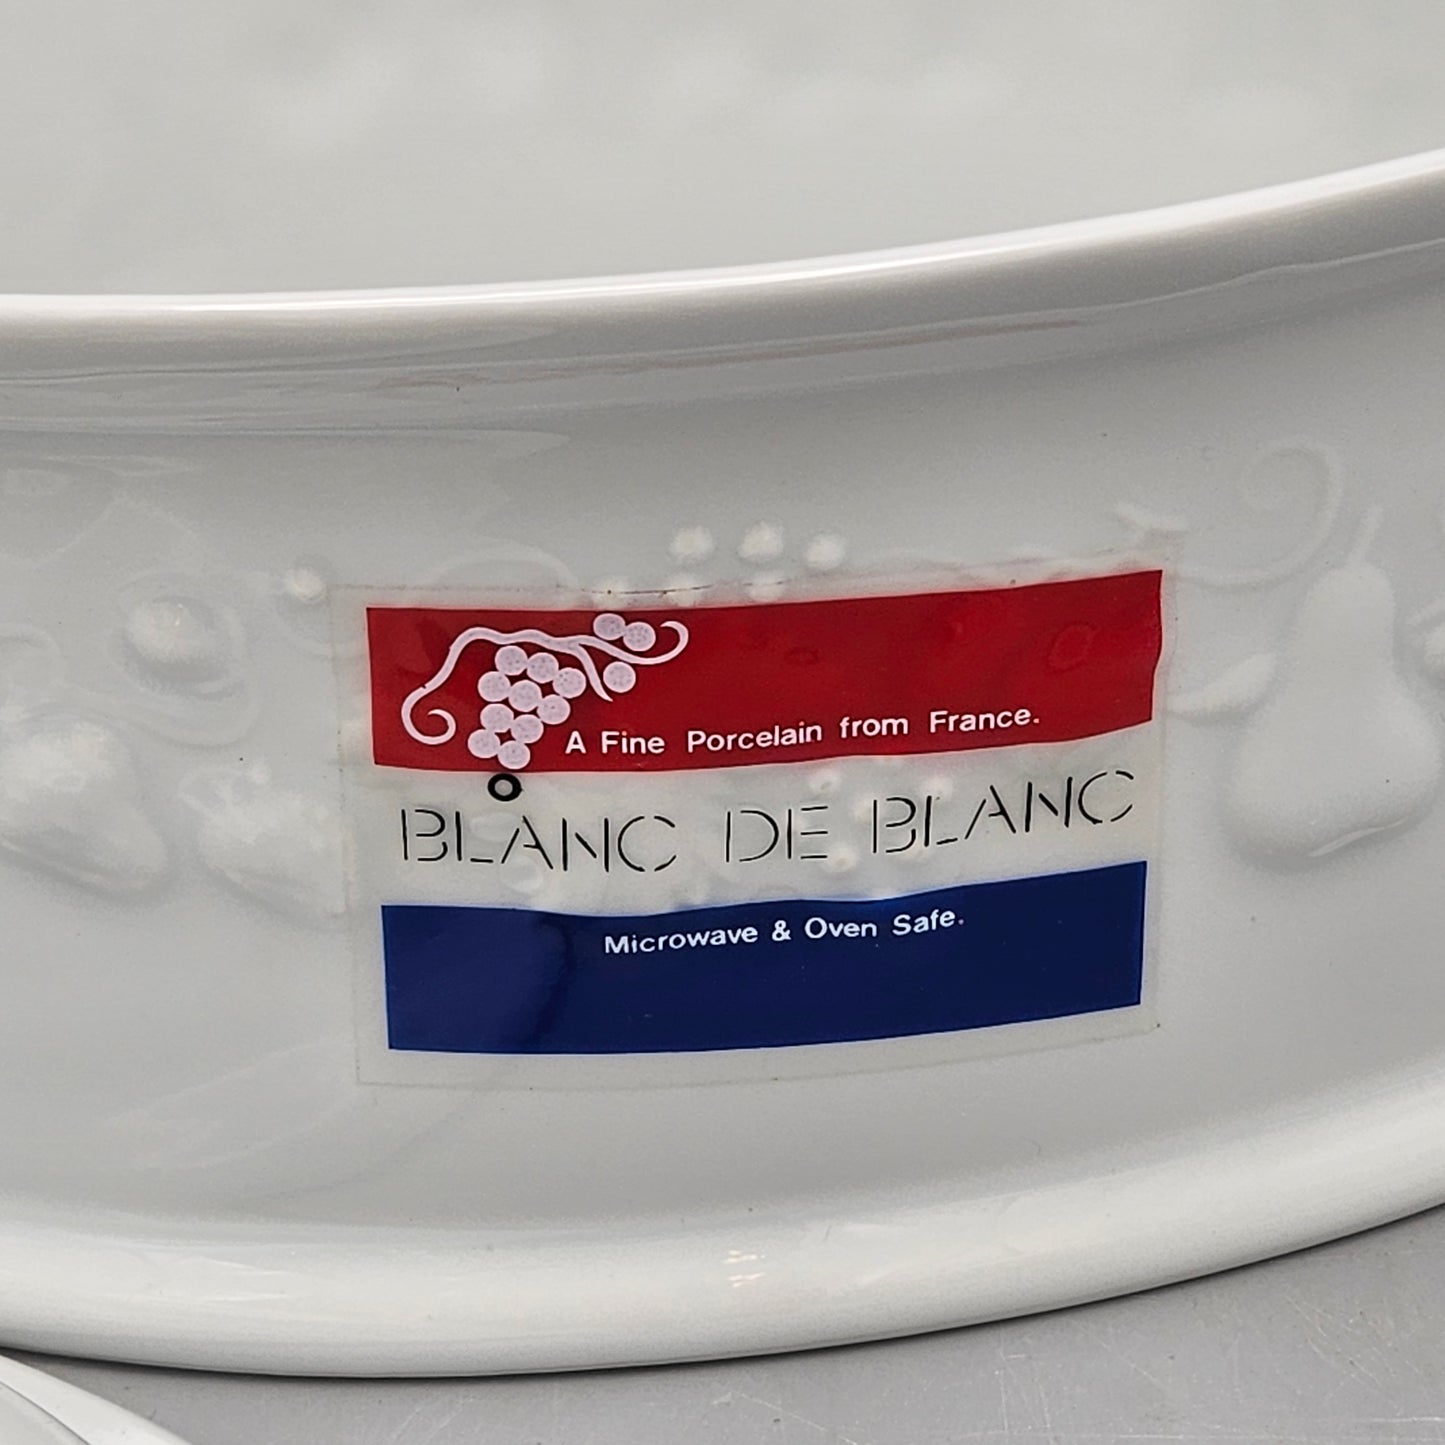 A Fine Porcelain from France.
BLANC DE BLANC
Microwave & Oven Safe.